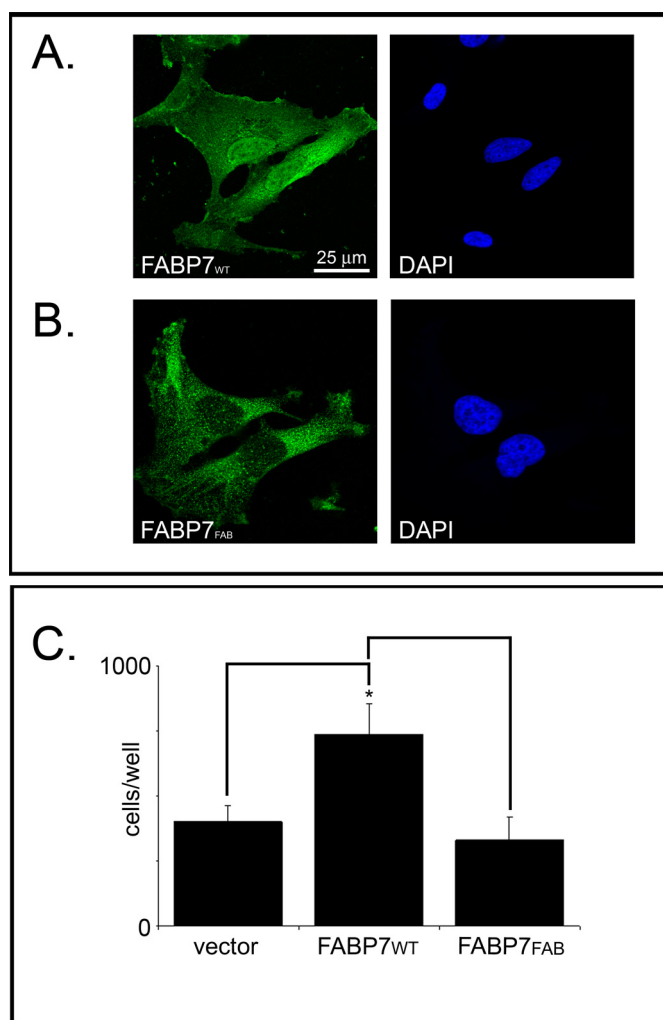 A.
FABP7WT
25 μm
DAPI
B.
FABP7FAB
DAPI
C.
1000
*
cells/well
0
vector
FABP7WT
FABP7FAB